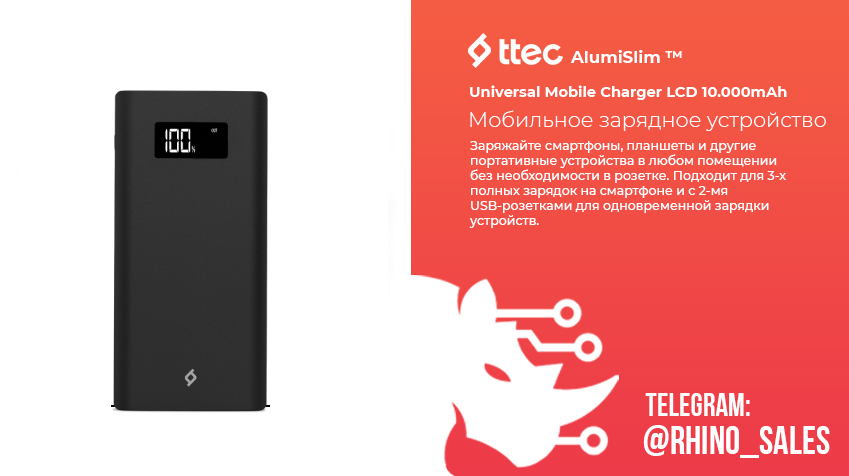 100%
out
ttec AlumiSlim ™
Universal Mobile Charger LCD 10.000mAh
Мобильное зарядное устройство
Заряжайте смартфоны, планшеты и другие
портативные устройства в любом помещении
без необходимости в розетке. Подходит для 3-х
полных зарядок на смартфоне и с 2-мя
USB-розетками для одновременной зарядки
устройств.
TELEGRAM:
@RHINO_SALES